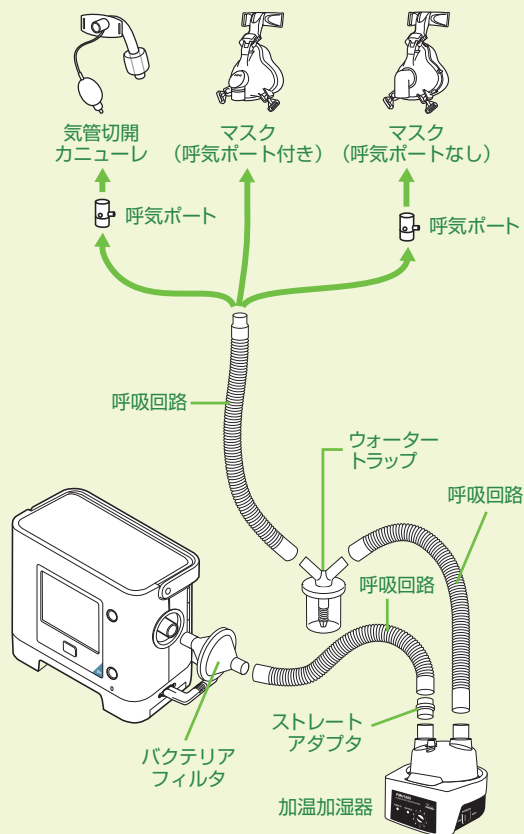 気管切開
カニューレ
マスク
（呼気ポート付き）
マスク
（呼気ポートなし）
呼気ポート
呼気ポート
呼吸回路
ウォーター
トラップ
呼吸回路
呼吸回路
バクテリア
フィルタ
ストレート
アダプタ
加温加湿器